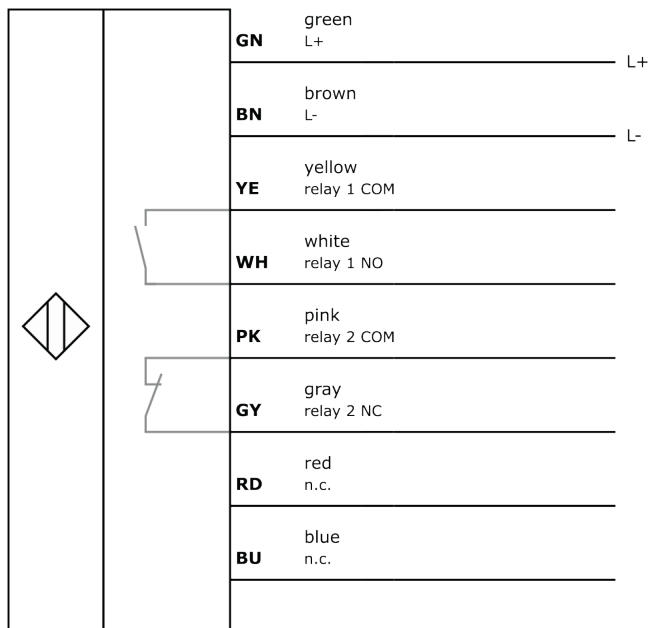 green
GN L+
L+
brown
BN L-
L-
yellow
YE relay 1 COM
white
WH relay 1 NO
pink
PK relay 2 COM
gray
GY relay 2 NC
red
RD n.c.
blue
BU n.c.